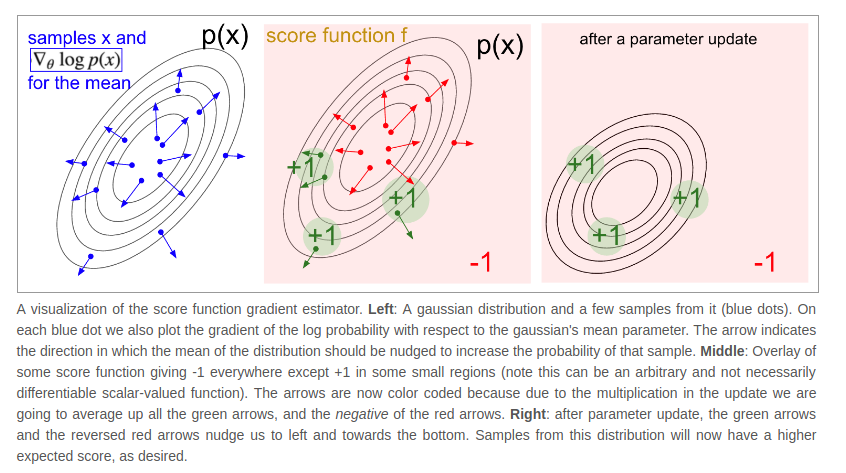 samples x and
∇θ log p(x)
for the mean
p(x)
score function f
p(x)
+1
+1
+1
-1
after a parameter update
+1
+1
+1
-1
A visualization of the score function gradient estimator. Left: A gaussian distribution and a few samples from it (blue dots). On
each blue dot we also plot the gradient of the log probability with respect to the gaussian's mean parameter. The arrow indicates
the direction in which the mean of the distribution should be nudged to increase the probability of that sample. Middle: Overlay of
some score function giving -1 everywhere except +1 in some small regions (note this can be an arbitrary and not necessarily
differentiable scalar-valued function). The arrows are now color coded because due to the multiplication in the update we are
going to average up all the green arrows, and the negative of the red arrows. Right: after parameter update, the green arrows
and the reversed red arrows nudge us to left and towards the bottom. Samples from this distribution will now have a higher
expected score, as desired.